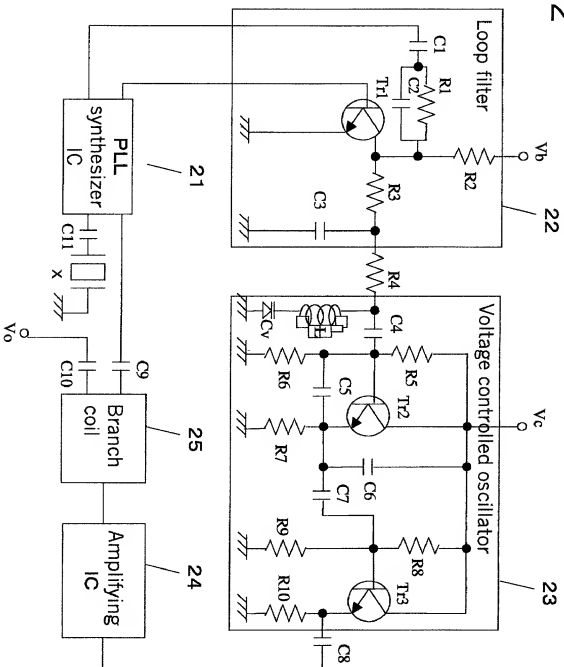 2
Loop filter
C1
R1
C2
Tr1
R2
Vb
R3
C3
22
R4
Voltage controlled oscillator
Vc
Cv
L
C4
R5
R6
C5
Tr2
R7
C6
C7
R8
R9
Tr3
R10
C8
23
PLL
synthesizer
IC
21
C11
X
Vo
C9
C10
Branch
coil
25
Amplifying
IC
24